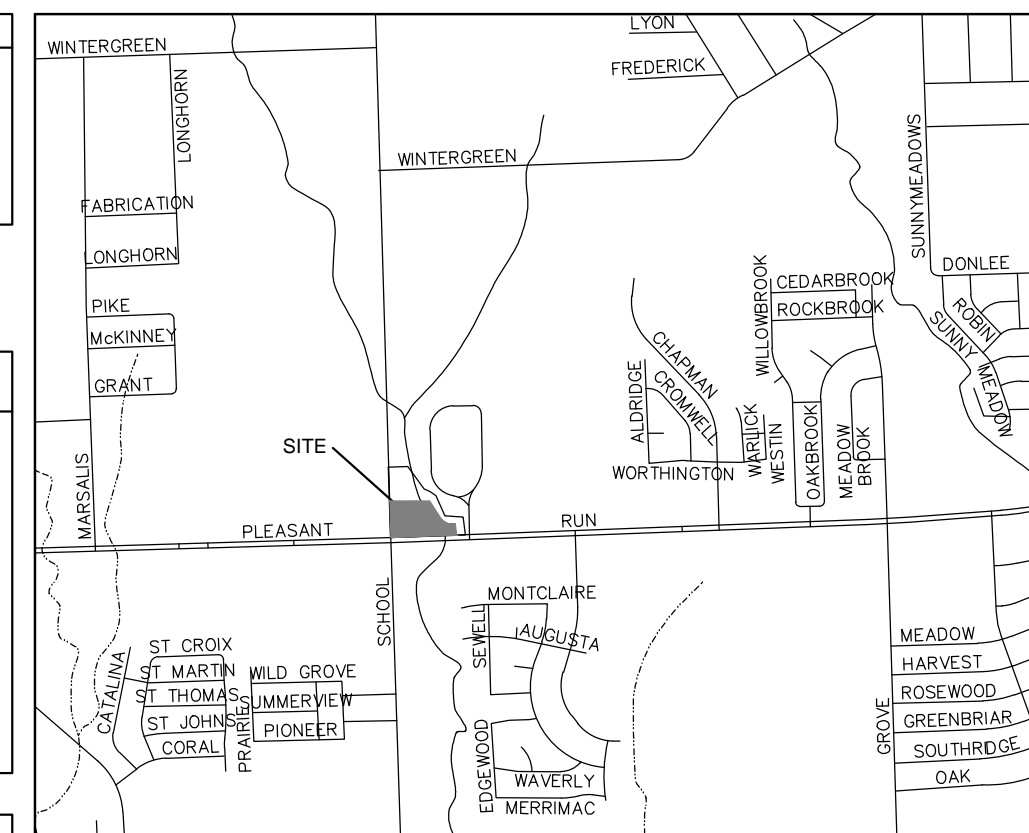 LYON
WINTERGREEN
FREDERICK
LONGHORN
WINTERGREEN
SUNNYMEADOWS
FABRICATION
LONGHORN
DONLEE
WILLOWBROOK
CEDARBROOK
PIKE
ROCKBROOK
ROBIN
McKINNEY
SUNNY MEADOW
CHAPMAN
GRANT
ALDRIDGE
CROMWELL
SITE
WARLICK
WESTIN
OAKBROOK
MEADOW
BROOK
WORTHINGTON
MARSALIS
PLEASANT
RUN
SCHOOL
MONTCLAIRE
SEWELL
AUGUSTA
MEADOW
ST CROIX
CATALINA
ST MARTIN
WILD GROVE
HARVEST
ST THOMAS
SUMMERVIEW
ROSEWOOD
ST JOHNS
PRAIRIE
PIONEER
GROVE
GREENBRIAR
CORAL
SOUTHRIDGE
EDGEWOOD
WAVERLY
OAK
MERRIMAC